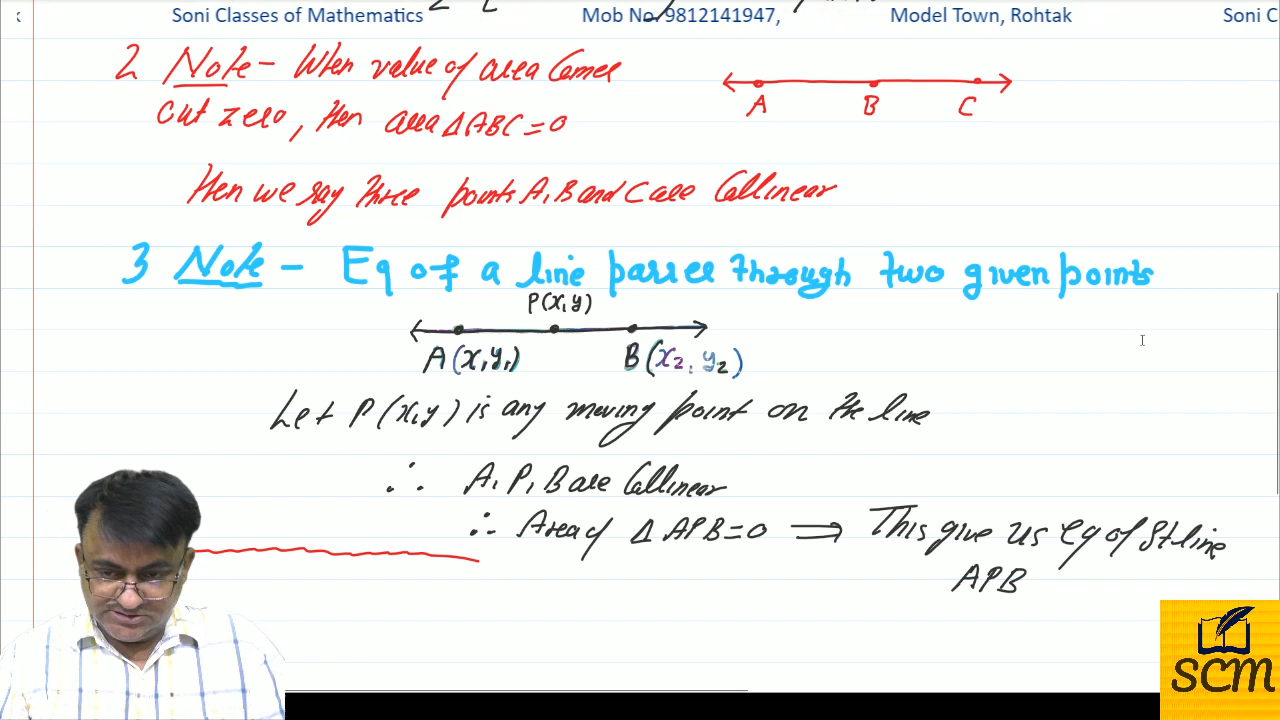 Soni Classes of Mathematics Mob No. 9812141947, Model Town, Rohtak Soni C
2 Note - When value of area Comes
out zero, then area ΔABC = 0
A B C
then we say three points A, B and C are Collinear
3 Note - Eq of a line passes through two given points
P(x, y)
A(x, y₁) B(x₂, y₂)
Let P(x, y) is any moving point on the line
∴ A, P, B are Collinear
∴ Area of Δ APB = 0 ⟹ This give us Eq of St line
APB
SCM